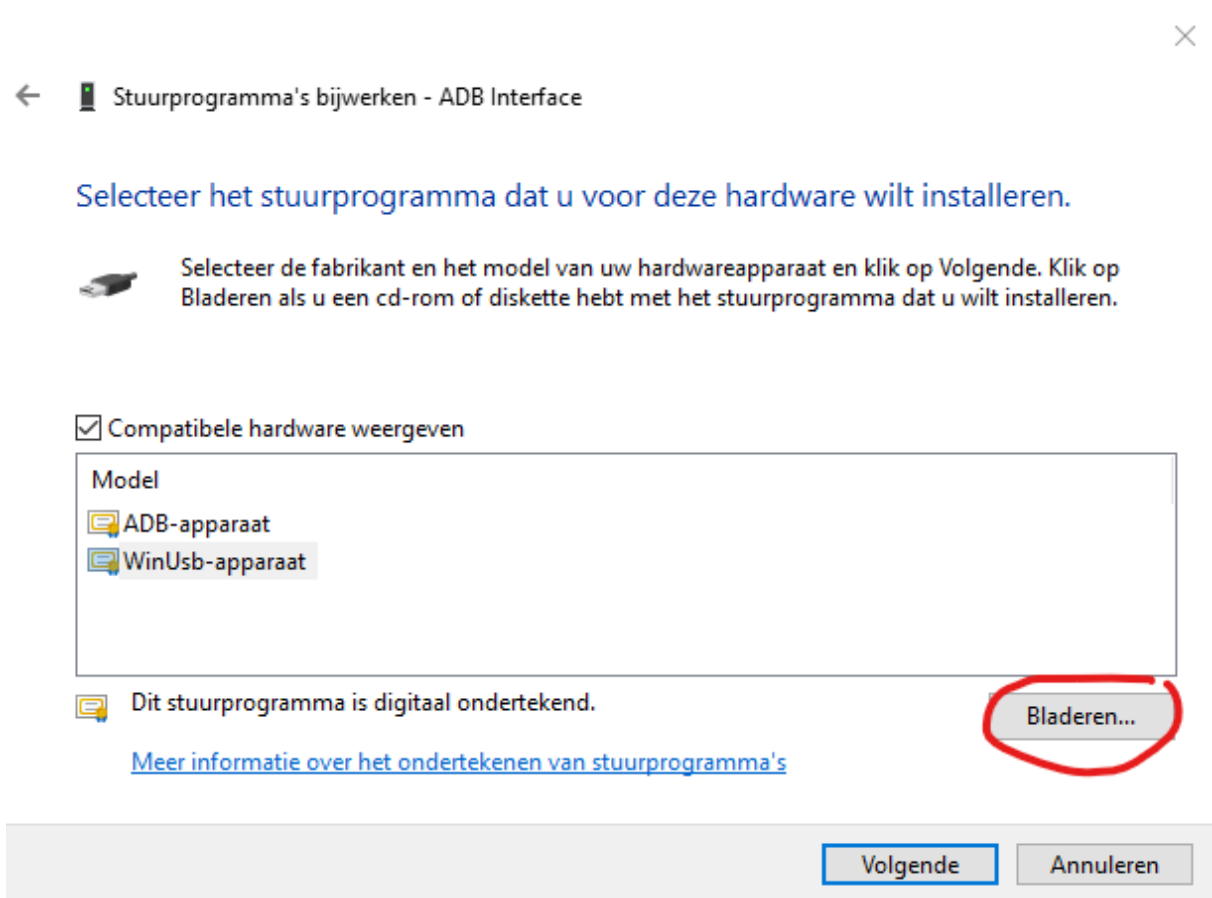 Stuurprogramma's bijwerken - ADB Interface
Selecteer het stuurprogramma dat u voor deze hardware wilt installeren.
Selecteer de fabrikant en het model van uw hardwareapparaat en klik op Volgende. Klik op
Bladeren als u een cd-rom of diskette hebt met het stuurprogramma dat u wilt installeren.
Compatibele hardware weergeven
Model
ADB-apparaat
WinUsb-apparaat
Dit stuurprogramma is digitaal ondertekend.
Bladeren...
Meer informatie over het ondertekenen van stuurprogramma's
Volgende
Annuleren